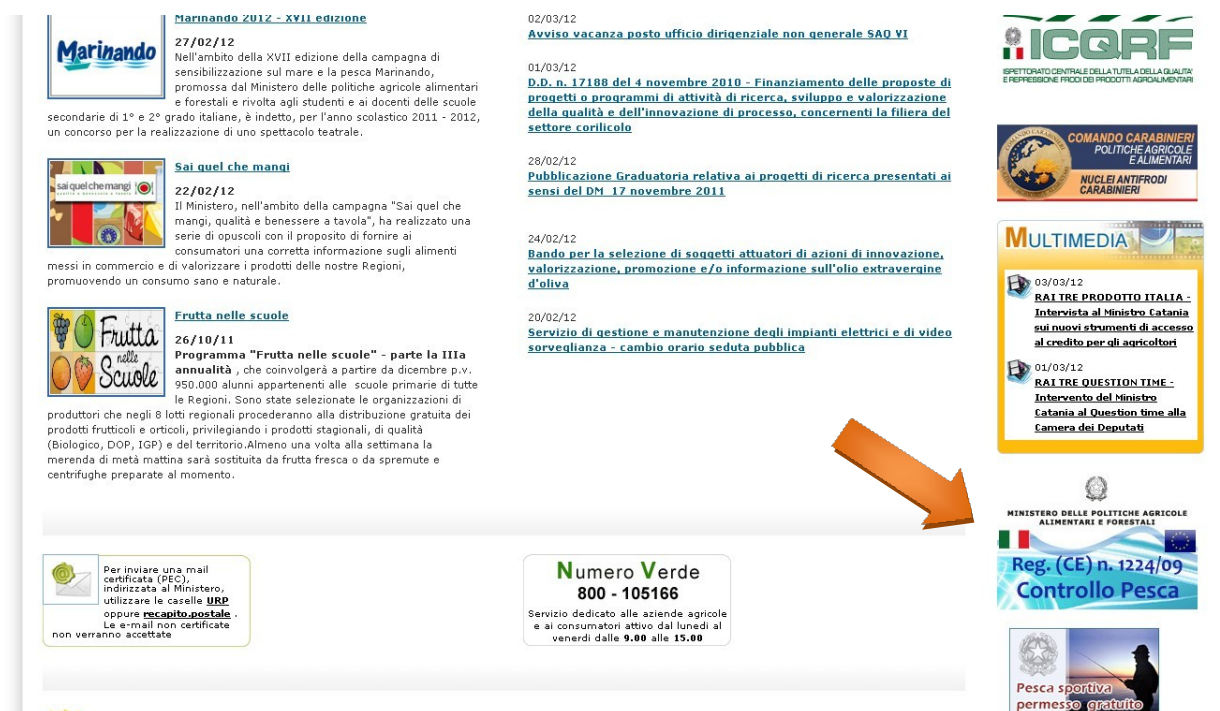 Marinando 2012 - XVII edizione
Marinando
27/02/12
Nell'ambito della XVII edizione della campagna di
sensibilizzazione sul mare e la pesca Marinando,
promossa dal Ministero delle politiche agricole alimentari
e forestali e rivolta agli studenti e ai docenti delle scuole
secondarie di 1° e 2° grado italiane, è indetto, per l'anno scolastico 2011 - 2012,
un concorso per la realizzazione di uno spettacolo teatrale.
Sai quel che mangi
sai quel che mangi
qualità e benessere a tavola
22/02/12
Il Ministero, nell'ambito della campagna "Sai quel che
mangi, qualità e benessere a tavola", ha realizzato una
serie di opuscoli con il proposito di fornire ai
consumatori una corretta informazione sugli alimenti
messi in commercio e di valorizzare i prodotti delle nostre Regioni,
promuovendo un consumo sano e naturale.
Frutta
nelle
Scuole
Frutta nelle scuole
26/10/11
Programma "Frutta nelle scuole" - parte la IIIa
annualità , che coinvolgerà a partire da dicembre p.v.
950.000 alunni appartenenti alle scuole primarie di tutte
le Regioni. Sono state selezionate le organizzazioni di
produttori che negli 8 lotti regionali procederanno alla distribuzione gratuita dei
prodotti frutticoli e orticoli, privilegiando i prodotti stagionali, di qualità
(Biologico, DOP, IGP) e del territorio.Almeno una volta alla settimana la
merenda di metà mattina sarà sostituita da frutta fresca o da spremute e
centrifughe preparate al momento.
02/03/12
Avviso vacanza posto ufficio dirigenziale non generale SAQ VI
01/03/12
D.D. n. 17188 del 4 novembre 2010 - Finanziamento delle proposte di
progetti o programmi di attività di ricerca, sviluppo e valorizzazione
della qualità e dell'innovazione di processo, concernenti la filiera del
settore corilicolo
28/02/12
Pubblicazione Graduatoria relativa ai progetti di ricerca presentati ai
sensi del DM 17 novembre 2011
24/02/12
Bando per la selezione di soggetti attuatori di azioni di innovazione,
valorizzazione, promozione e/o informazione sull'olio extravergine
d'oliva
20/02/12
Servizio di gestione e manutenzione degli impianti elettrici e di video
sorveglianza - cambio orario seduta pubblica
ICQRF
ISPETTORATO CENTRALE DELLA TUTELA DELLA QUALITA'
E REPRESSIONE FRODI DEI PRODOTTI AGROALIMENTARI
COMANDO CARABINIERI
POLITICHE AGRICOLE
E ALIMENTARI
NUCLEI ANTIFRODI
CARABINIERI
MULTIMEDIA
03/03/12
RAI TRE PRODOTTO ITALIA -
Intervista al Ministro Catania
sui nuovi strumenti di accesso
al credito per gli agricoltori
01/03/12
RAI TRE QUESTION TIME -
Intervento del Ministro
Catania al Question time alla
Camera dei Deputati
MINISTERO DELLE POLITICHE AGRICOLE
ALIMENTARI E FORESTALI
Reg. (CE) n. 1224/09
Controllo Pesca
Pesca sportiva
permesso gratuito
Per inviare una mail
certificata (PEC),
indirizzata al Ministero,
utilizzare le caselle URP
oppure recapito.postale .
Le e-mail non certificate
non verranno accettate
Numero Verde
800 - 105166
Servizio dedicato alle aziende agricole
e ai consumatori attivo dal lunedì al
venerdì dalle 9.00 alle 15.00